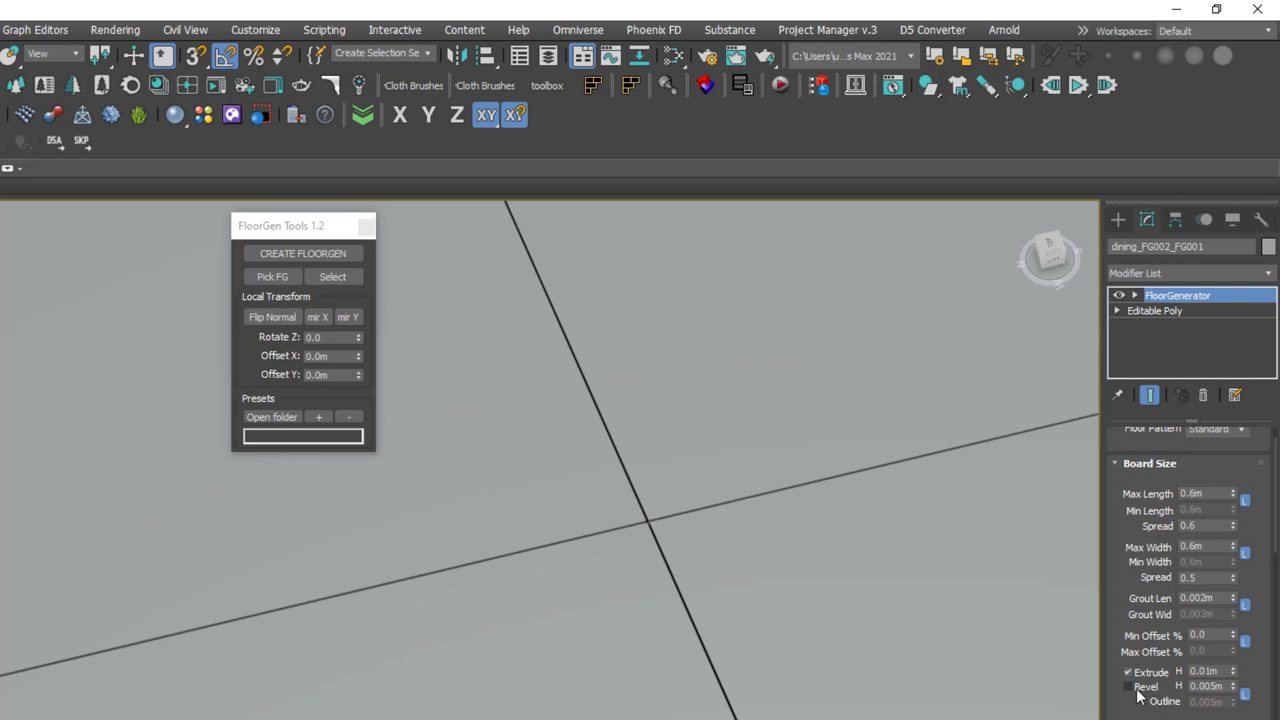 Graph Editors Rendering Civil View Customize Scripting Interactive Content Help Omniverse Phoenix FD Substance Project Manager v.3 D5 Converter Arnold Workspaces: Default
View Create Selection Se C:\Users\u...s Max 2021
Cloth Brushes Cloth Brushes toolbox
X Y Z XY XY
DSA SKP
FloorGen Tools 1.2
CREATE FLOORGEN
Pick FG Select
Local Transform
Flip Normal mir X mir Y
Rotate Z: 0.0
Offset X: 0.0m
Offset Y: 0.0m
Presets
Open folder + -
dining_FG002_FG001
Modifier List
FloorGenerator
Editable Poly
Floor Pattern Standard
Board Size
Max Length 0.6m L
Min Length 0.6m
Spread 0.6
Max Width 0.6m L
Min Width 0.6m
Spread 0.5
Grout Len 0.002m L
Grout Wid 0.002m
Min Offset % 0.0 L
Max Offset % 0.0
Extrude H 0.01m
Bevel H 0.005m L
Outline 0.005m